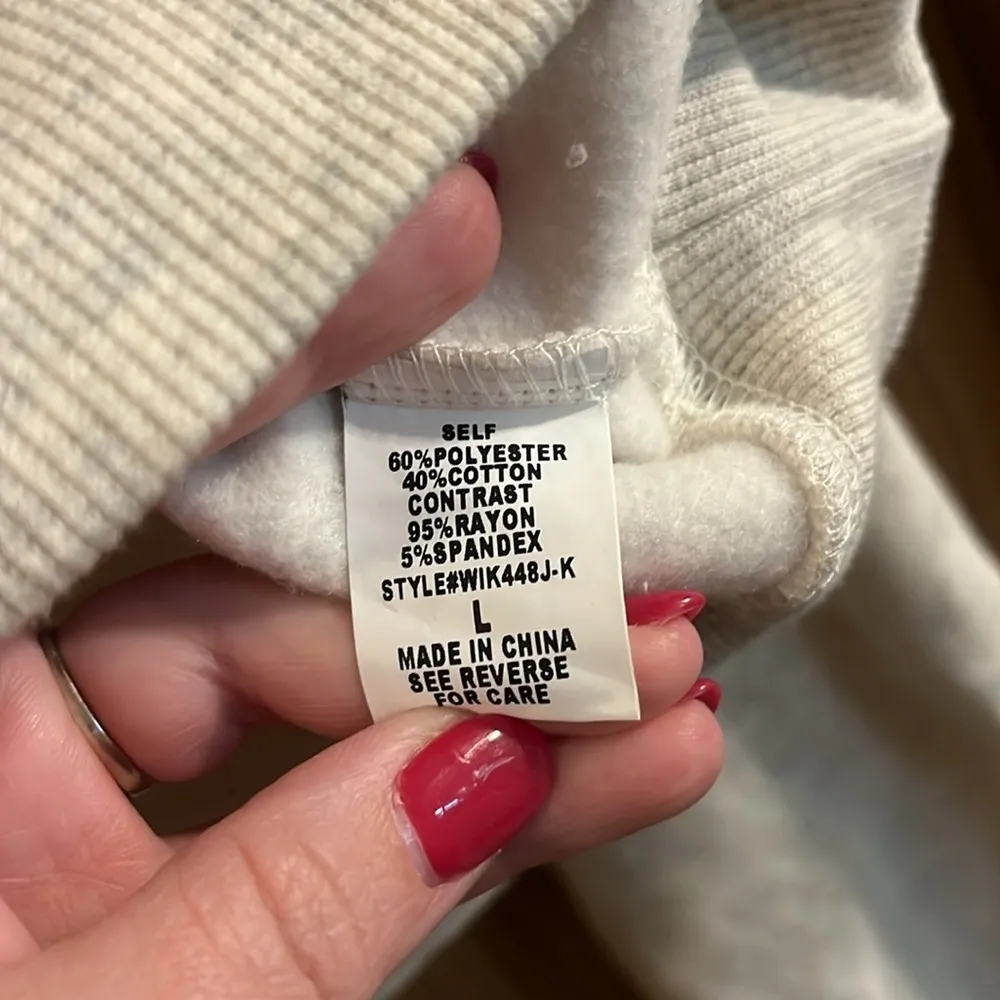 SELF
60%POLYESTER
40%COTTON
CONTRAST
95%RAYON
5%SPANDEX
STYLE#WIK448J-K
L
MADE IN CHINA
SEE REVERSE
FOR CARE